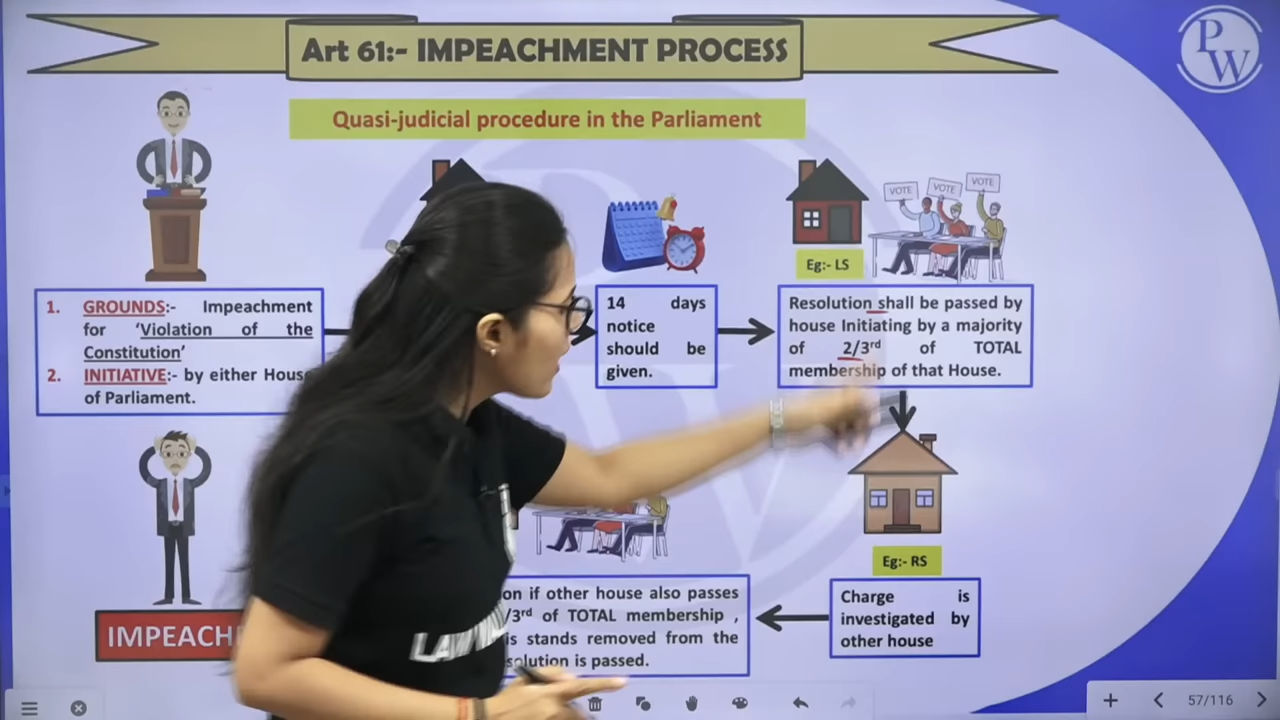 Art 61:- IMPEACHMENT PROCESS
PW
Quasi-judicial procedure in the Parliament
VOTE VOTE VOTE
Eg:- LS
1. GROUNDS:- Impeachment
for ‘Violation of the
Constitution’
2. INITIATIVE:- by either House
of Parliament.
14 days
notice
should be
given.
Resolution shall be passed by
house Initiating by a majority
of 2/3rd of TOTAL
membership of that House.
Eg:- RS
Charge is
investigated by
other house
on if other house also passes
/3rd of TOTAL membership ,
is stands removed from the
solution is passed.
IMPEACH
57/116